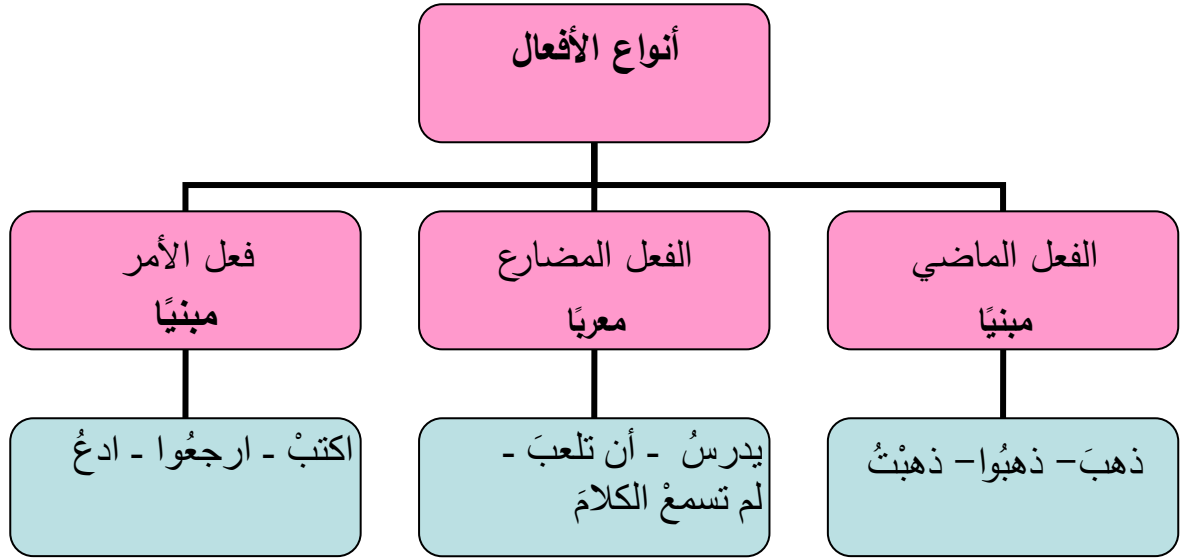 أنواع الأفعال
الفعل الماضي
مبنيًا
الفعل المضارع
معربًا
فعل الأمر
مبنيًا
ذهبَ – ذهبُوا – ذهبْتُ
يدرسُ - أن تلعبَ -
لم تسمعْ الكلامَ
اكتبْ - ارجعُوا - ادعُ